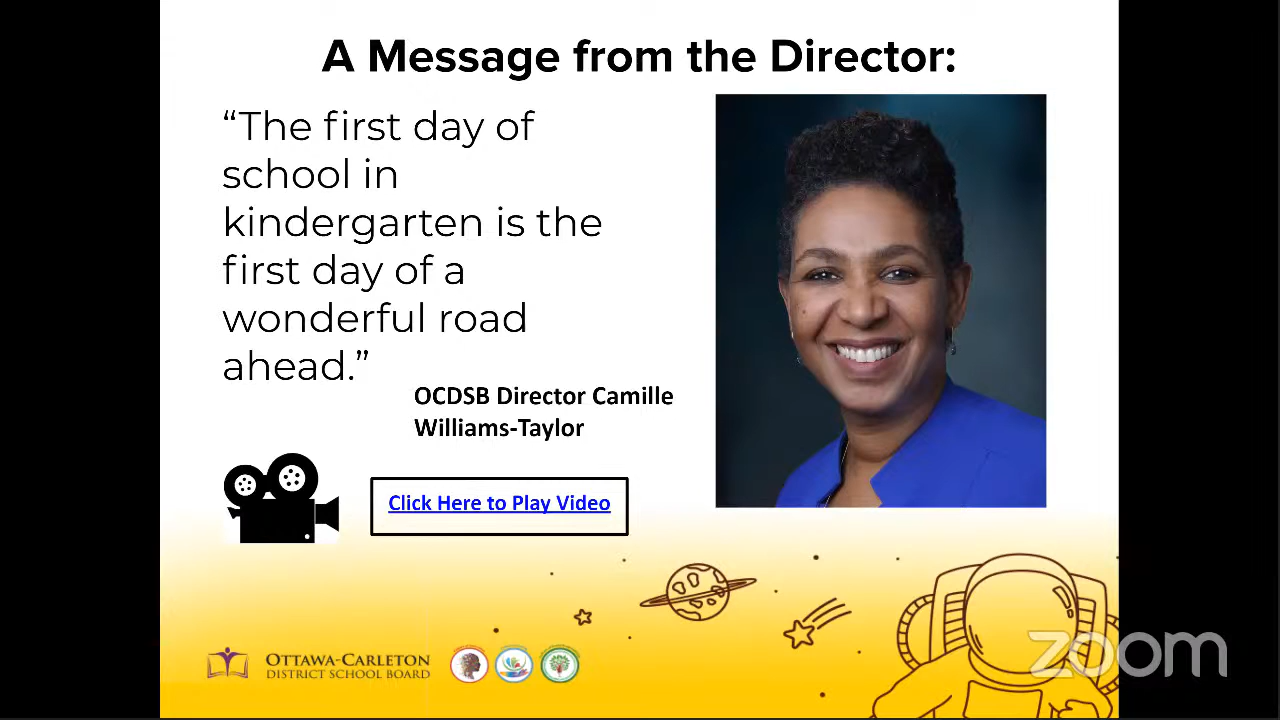 A Message from the Director:
“The first day of
school in
kindergarten is the
first day of a
wonderful road
ahead.”
OCDSB Director Camille
Williams-Taylor
Click Here to Play Video
OTTAWA-CARLETON
DISTRICT SCHOOL BOARD
zoom